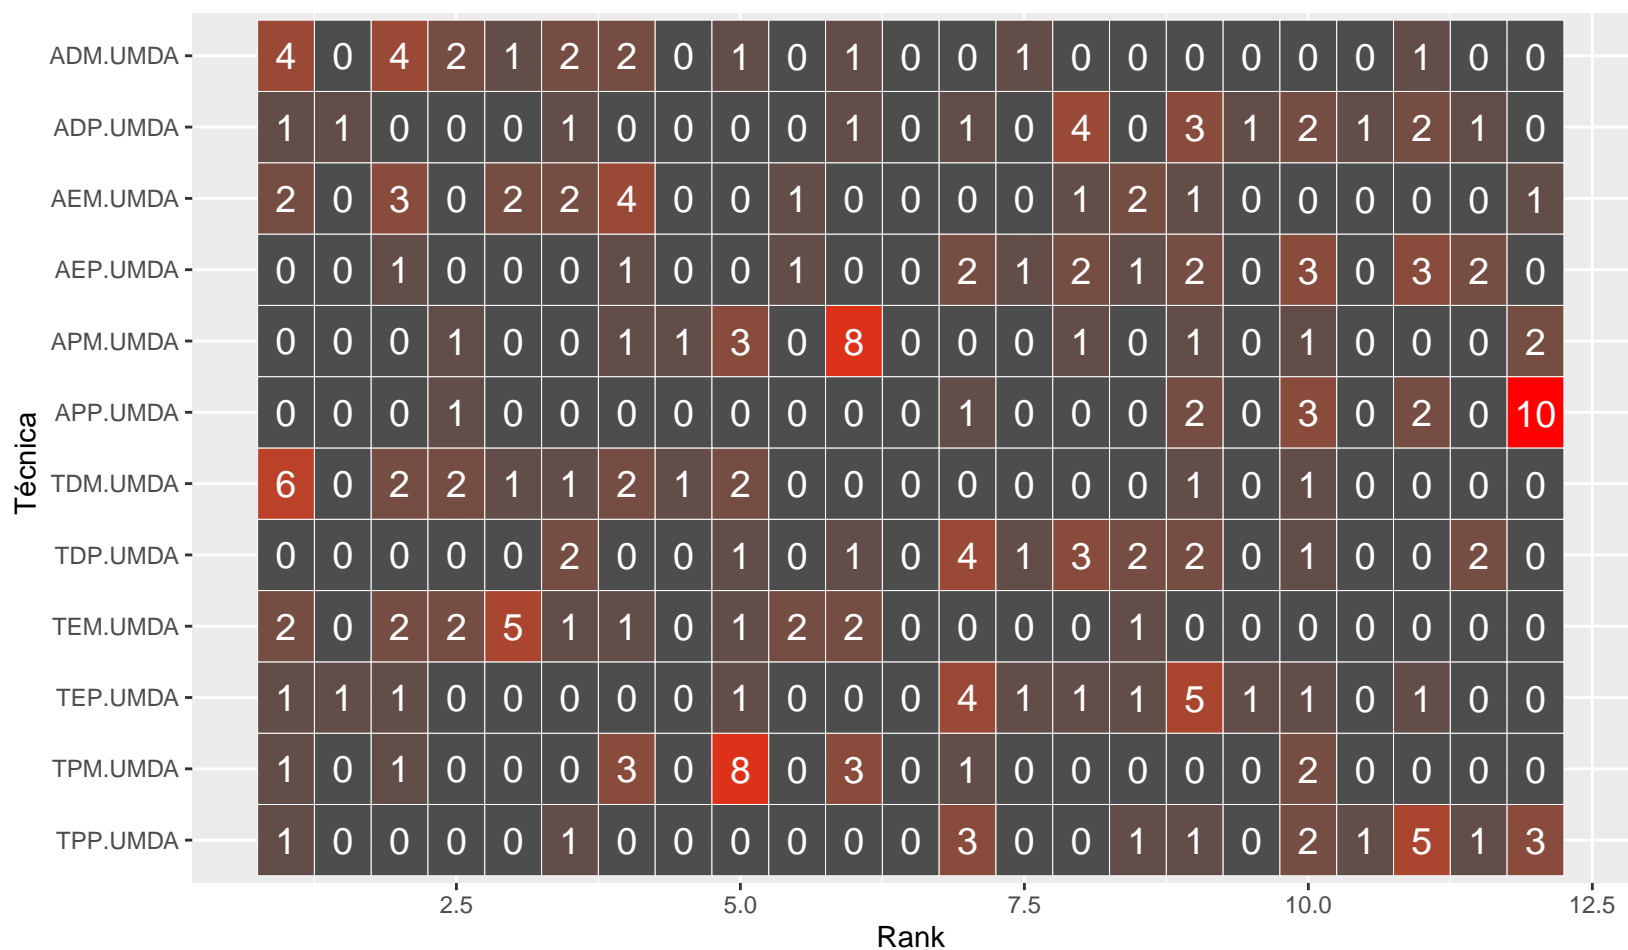 ADM.UMDA 4 0 4 2 1 2 2 0 1 0 1 0 0 1 0 0 0 0 0 0 1 0 0
ADP.UMDA 1 1 0 0 0 1 0 0 0 0 1 0 1 0 4 0 3 1 2 1 2 1 0
AEM.UMDA 2 0 3 0 2 2 4 0 0 1 0 0 0 0 1 2 1 0 0 0 0 0 1
AEP.UMDA 0 0 1 0 0 0 1 0 0 1 0 0 2 1 2 1 2 0 3 0 3 2 0
APM.UMDA 0 0 0 1 0 0 1 1 3 0 8 0 0 0 1 0 1 0 1 0 0 0 2
APP.UMDA 0 0 0 1 0 0 0 0 0 0 0 0 1 0 0 0 2 0 3 0 2 0 10
TDM.UMDA 6 0 2 2 1 1 2 1 2 0 0 0 0 0 0 0 1 0 1 0 0 0 0
TDP.UMDA 0 0 0 0 0 2 0 0 1 0 1 0 4 1 3 2 2 0 1 0 0 2 0
TEM.UMDA 2 0 2 2 5 1 1 0 1 2 2 0 0 0 0 1 0 0 0 0 0 0 0
TEP.UMDA 1 1 1 0 0 0 0 0 1 0 0 0 4 1 1 1 5 1 1 0 1 0 0
TPM.UMDA 1 0 1 0 0 0 3 0 8 0 3 0 1 0 0 0 0 0 2 0 0 0 0
TPP.UMDA 1 0 0 0 0 1 0 0 0 0 0 0 3 0 0 1 1 0 2 1 5 1 3
Técnica
2.5 5.0 7.5 10.0 12.5
Rank